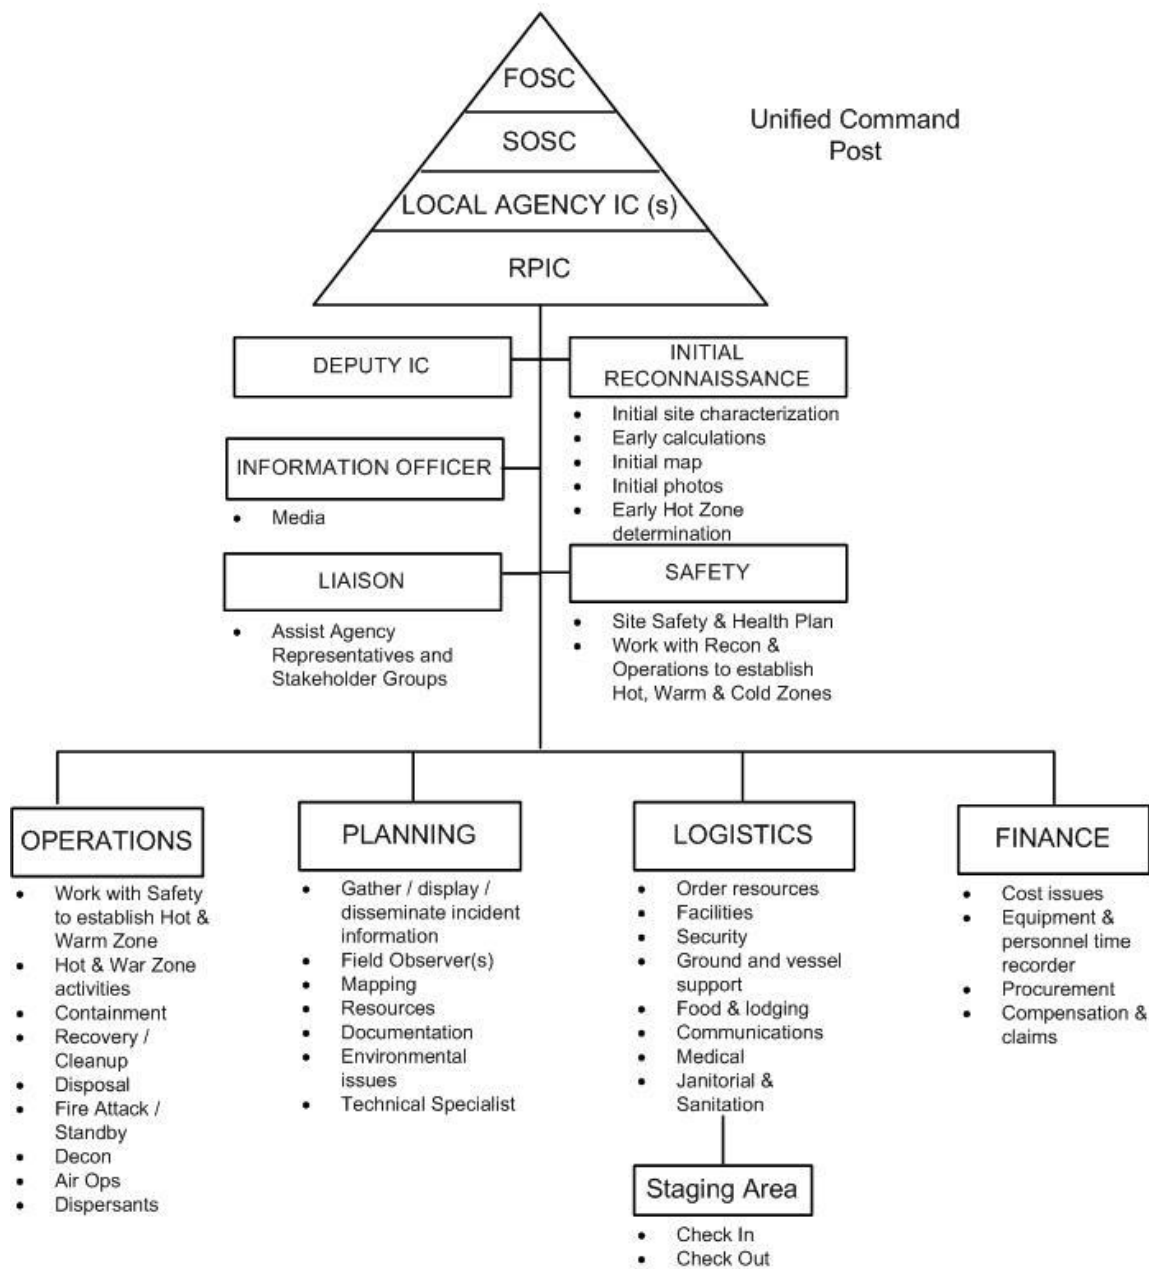 FOSC
SOSC
LOCAL AGENCY IC (s)
RPIC
Unified Command
Post
DEPUTY IC
INITIAL
RECONNAISSANCE
• Initial site characterization
• Early calculations
• Initial map
• Initial photos
• Early Hot Zone
determination
INFORMATION OFFICER
• Media
LIAISON
• Assist Agency
Representatives and
Stakeholder Groups
SAFETY
• Site Safety & Health Plan
• Work with Recon &
Operations to establish
Hot, Warm & Cold Zones
OPERATIONS
• Work with Safety
to establish Hot &
Warm Zone
• Hot & War Zone
activities
• Containment
• Recovery /
Cleanup
• Disposal
• Fire Attack /
Standby
• Decon
• Air Ops
• Dispersants
PLANNING
• Gather / display /
disseminate incident
information
• Field Observer(s)
• Mapping
• Resources
• Documentation
• Environmental
issues
• Technical Specialist
LOGISTICS
• Order resources
• Facilities
• Security
• Ground and vessel
support
• Food & lodging
• Communications
• Medical
• Janitorial &
Sanitation
Staging Area
• Check In
• Check Out
FINANCE
• Cost issues
• Equipment &
personnel time
recorder
• Procurement
• Compensation &
claims